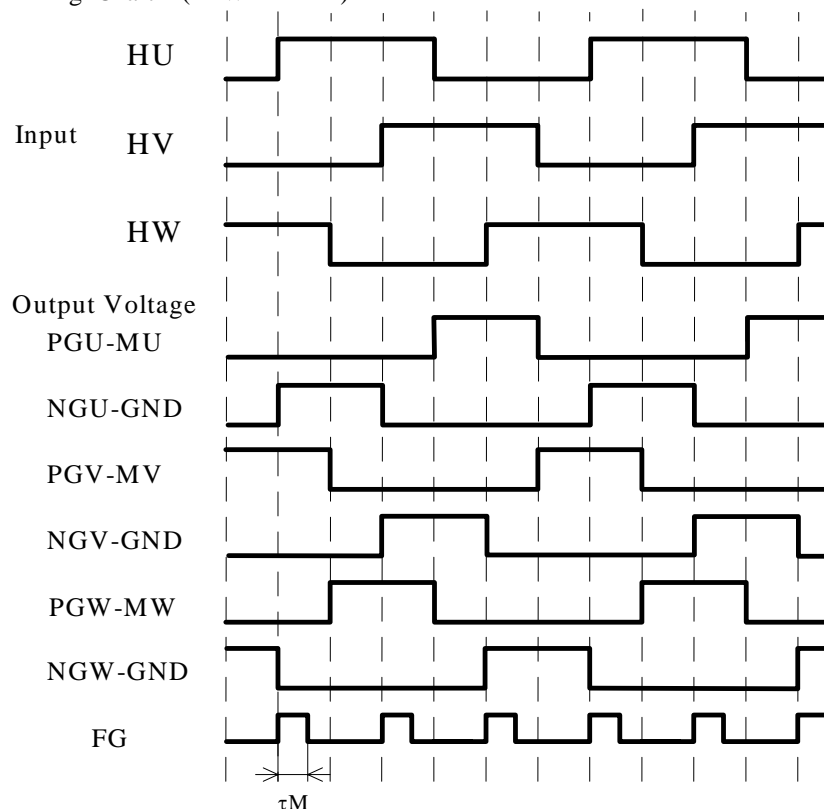 HU
Input
HV
HW
Output Voltage
PGU-MU
NGU-GND
PGV-MV
NGV-GND
PGW-MW
NGW-GND
FG
τM